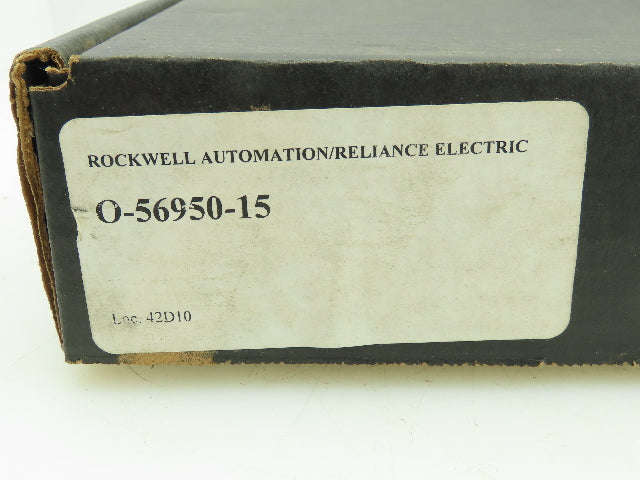 ROCKWELL AUTOMATION/RELIANCE ELECTRIC
O-56950-15
Loc. 42D10